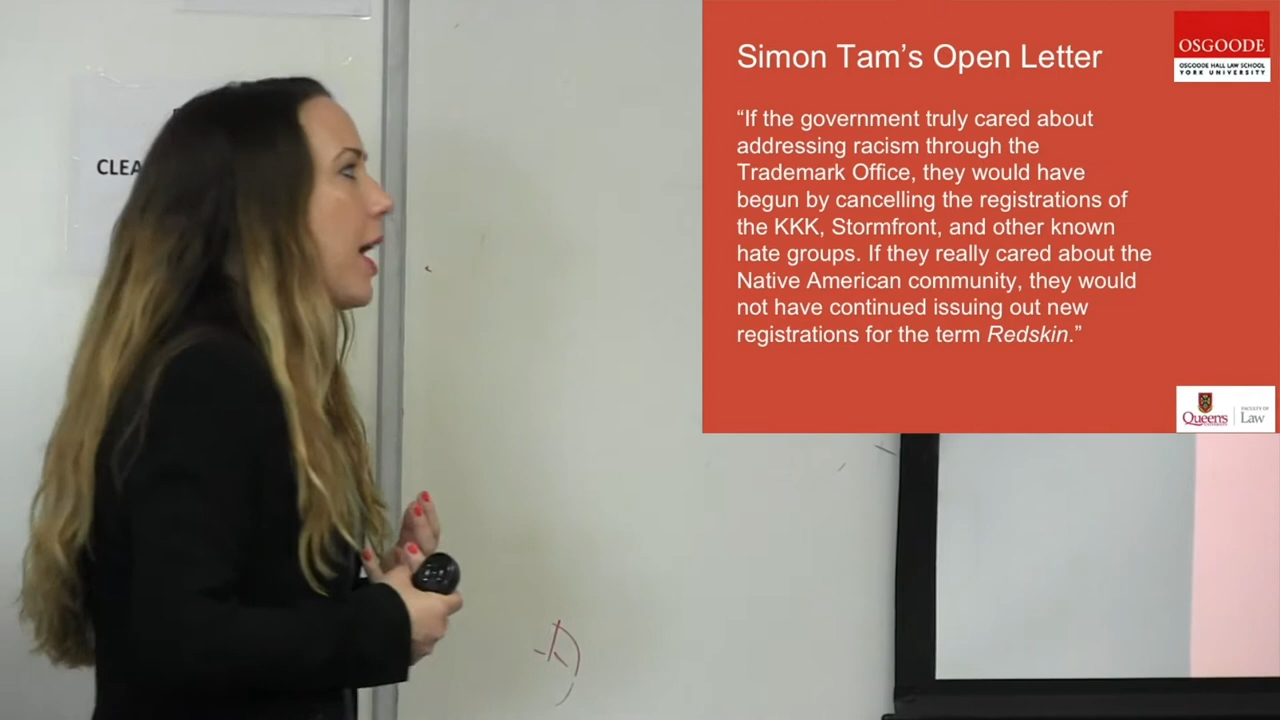 CLEA
Simon Tam’s Open Letter
“If the government truly cared about
addressing racism through the
Trademark Office, they would have
begun by cancelling the registrations of
the KKK, Stormfront, and other known
hate groups. If they really cared about the
Native American community, they would
not have continued issuing out new
registrations for the term Redskin.”
OSGOODE
OSGOODE HALL LAW SCHOOL
YORK UNIVERSITY
Queen's
UNIVERSITY
FACULTY OF
Law